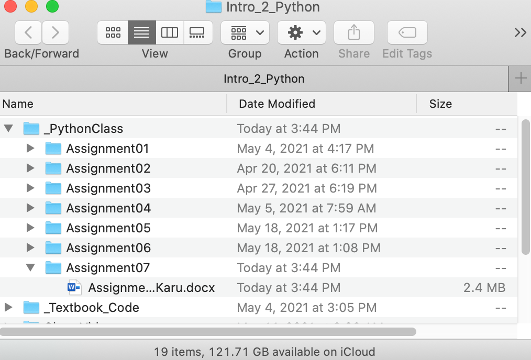 Intro_2_Python
Back/Forward View Group Action Share Edit Tags
Intro_2_Python
Name Date Modified Size
_PythonClass Today at 3:44 PM --
Assignment01 May 4, 2021 at 4:17 PM --
Assignment02 Apr 20, 2021 at 6:11 PM --
Assignment03 Apr 27, 2021 at 6:19 PM --
Assignment04 May 5, 2021 at 7:59 AM --
Assignment05 May 18, 2021 at 1:17 PM --
Assignment06 May 18, 2021 at 1:08 PM --
Assignment07 Today at 3:44 PM --
Assignme...Karu.docx Today at 3:44 PM 2.4 MB
_Textbook_Code May 4, 2021 at 3:05 PM --
19 items, 121.71 GB available on iCloud